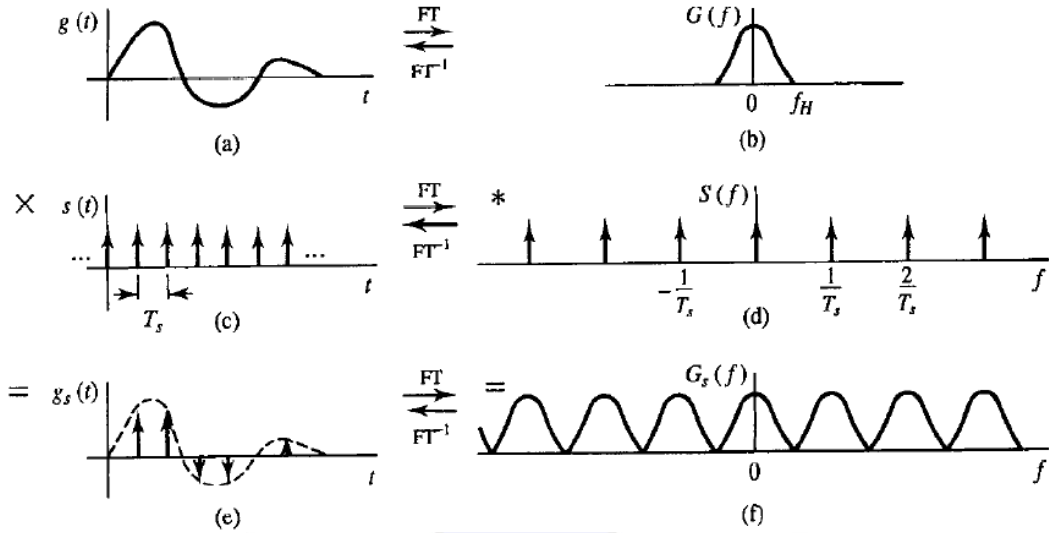 g(t)
t
(a)
FT
FT⁻¹
G(f)
0 f_H
(b)
× s(t)
... ...
t
T_s
(c)
FT
FT⁻¹
* S(f)
-1/T_s 1/T_s 2/T_s f
(d)
= g_s(t)
t
(e)
FT
FT⁻¹
= G_s(f)
0 f
(f)